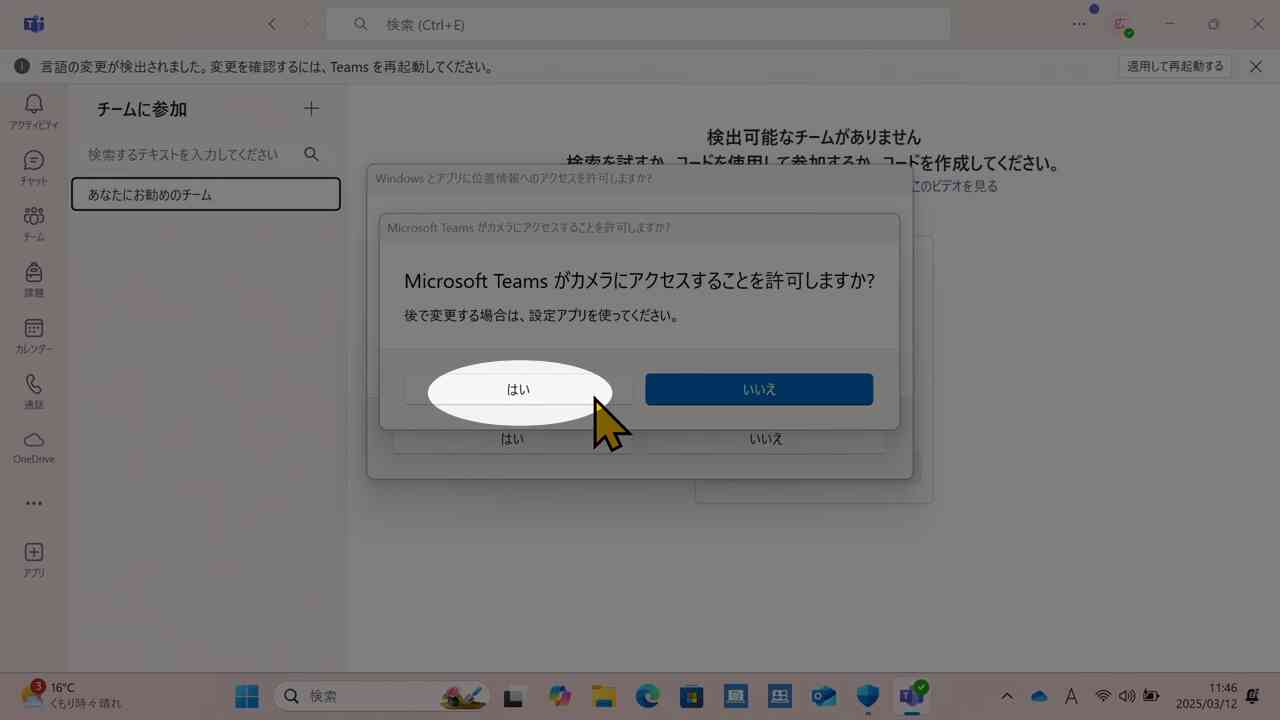 検索 (Ctrl+E)
言語の変更が検出されました。変更を確認するには、Teams を再起動してください。
適用して再起動する
アクティビティ
チャット
チーム
課題
カレンダー
通話
OneDrive
アプリ
チームに参加
検索するテキストを入力してください
あなたにお勧めのチーム
検出可能なチームがありません
検索を試すか、コードを使用して参加するか、コードを作成してください。
このビデオを見る
Windows とアプリに位置情報へのアクセスを許可しますか?
Microsoft Teams がカメラにアクセスすることを許可しますか?
Microsoft Teams がカメラにアクセスすることを許可しますか?
後で変更する場合は、設定アプリを使ってください。
はい
いいえ
はい
いいえ
3
16°C
くもり時々晴れ
検索
A
11:46
2025/03/12